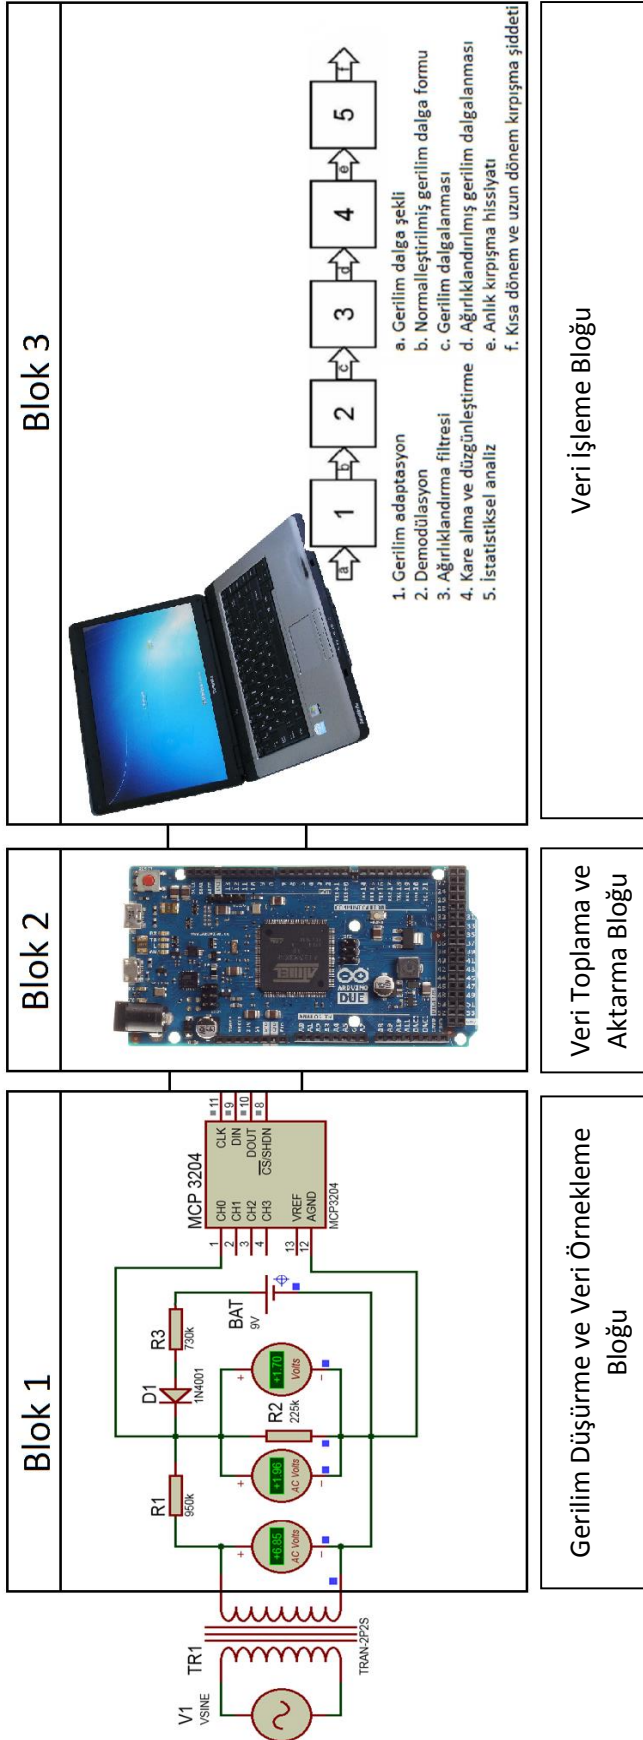 Blok 1
V1
VSINE
TR1
TRAN-2P2S
R1
950k
D1
1N4001
R3
730k
BAT
9V
R2
225k
+6.85
AC Volts
+1.96
AC Volts
+1.70
Volts
MCP 3204
1 CH0
2 CH1
3 CH2
4 CH3
13 VREF
12 AGND
CLK 11
DIN 9
DOUT 10
CS/SHDN 8
MCP3204
Gerilim Düşürme ve Veri Örnekleme
Bloğu
Blok 2
ATMEL
ARDUINO
DUE
Veri Toplama ve
Aktarma Bloğu
Blok 3
a 1 b 2 c 3 d 4 e 5 f
1. Gerilim adaptasyon
2. Demodülasyon
3. Ağırlıklandırma filtresi
4. Kare alma ve düzgünleştirme
5. İstatistiksel analiz
a. Gerilim dalga şekli
b. Normalleştirilmiş gerilim dalga formu
c. Gerilim dalgalanması
d. Ağırlıklandırılmış gerilim dalgalanması
e. Anlık kırpışma hissiyatı
f. Kısa dönem ve uzun dönem kırpışma şiddeti
Veri İşleme Bloğu